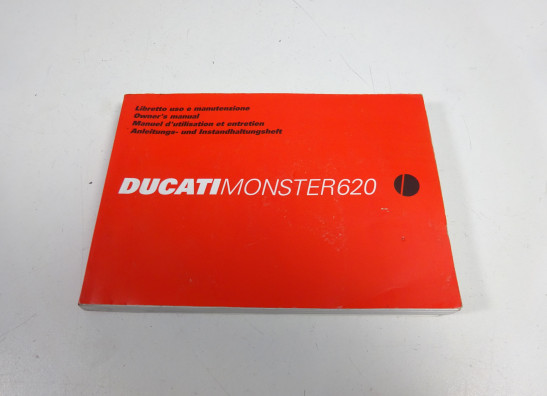 Libretto uso e manutenzione
Owner's manual
Manuel d'utilisation et entretien
Anleitungs- und Instandhaltungsheft
DUCATIMONSTER620